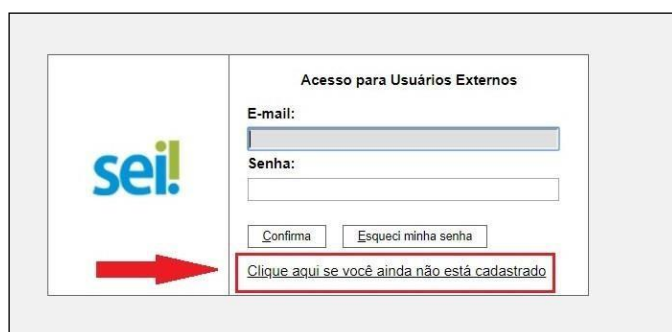 Acesso para Usuários Externos
E-mail:
sei!
Senha:
Confirma Esqueci minha senha
Clique aqui se você ainda não está cadastrado